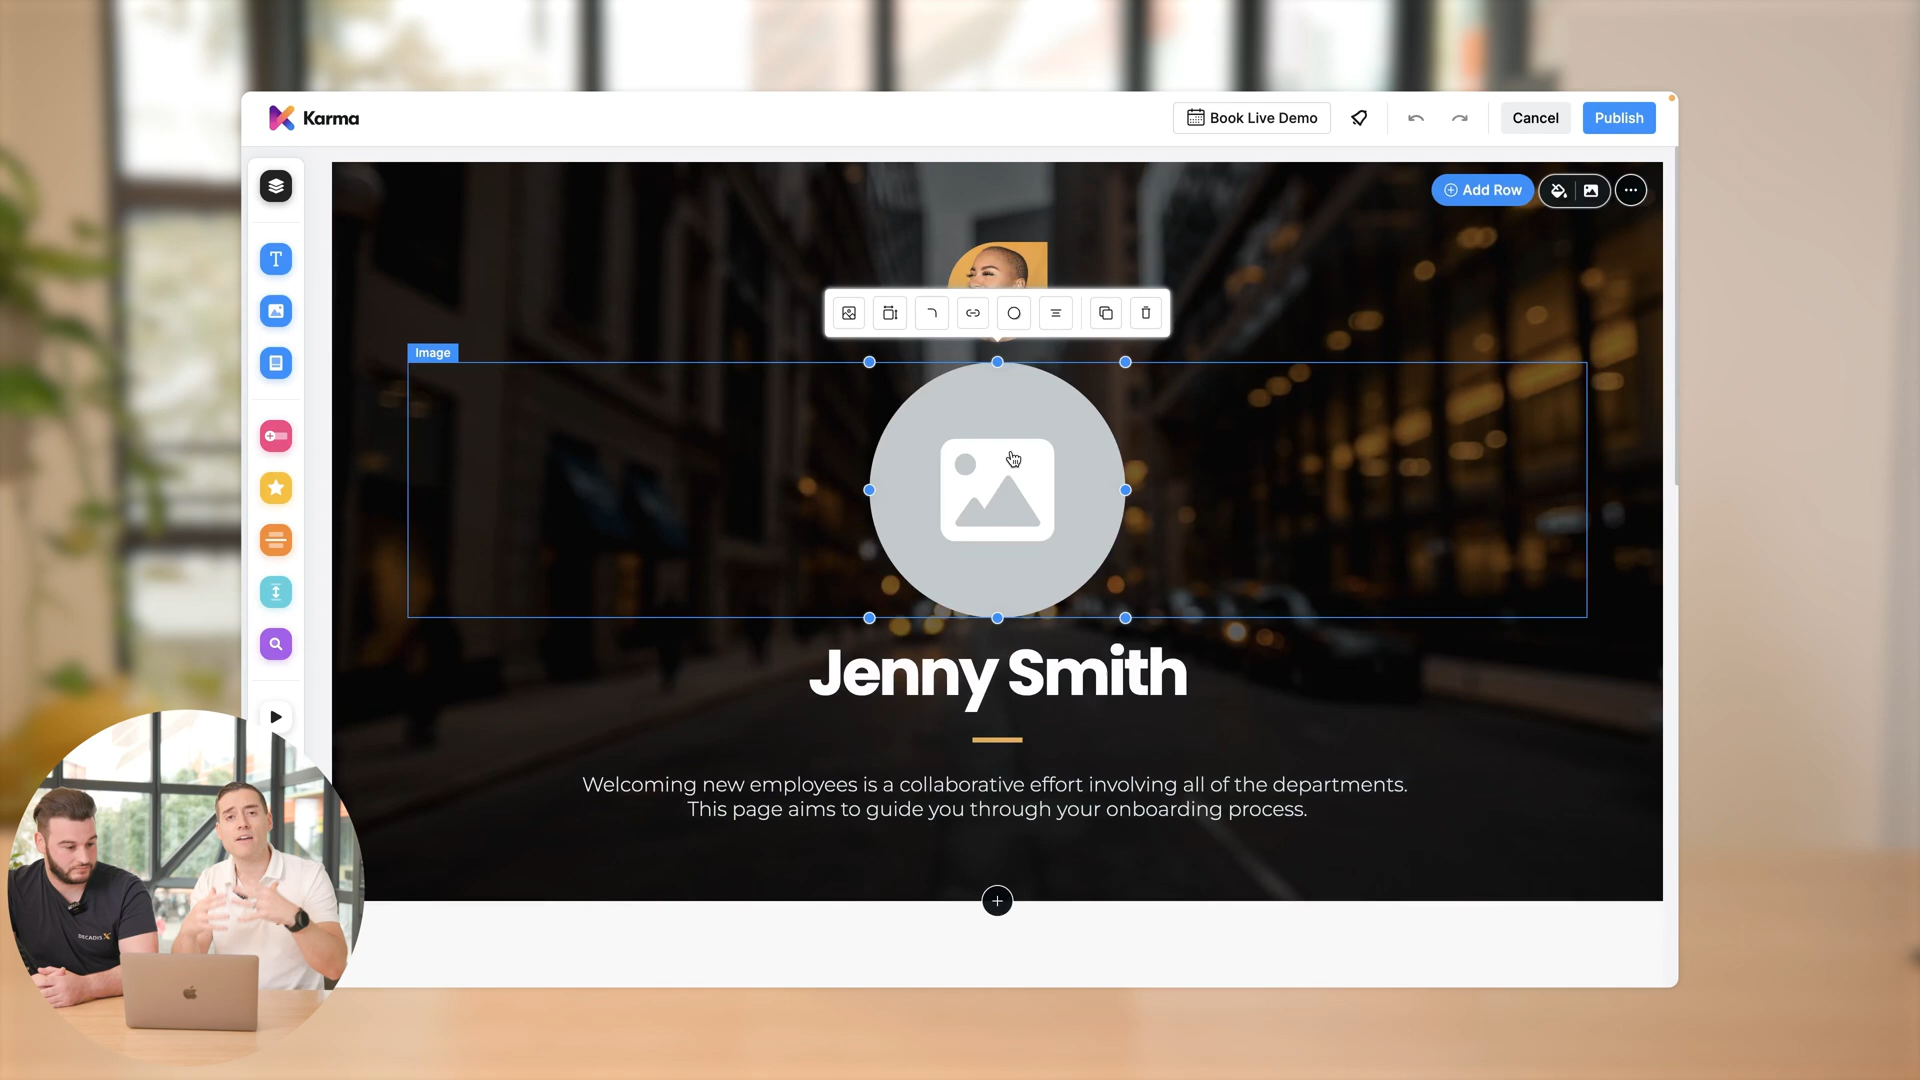 Karma
Book Live Demo
Cancel
Publish
Add Row
T
Image
Jenny Smith
Welcoming new employees is a collaborative effort involving all of the departments.
This page aims to guide you through your onboarding process.
DECADIS